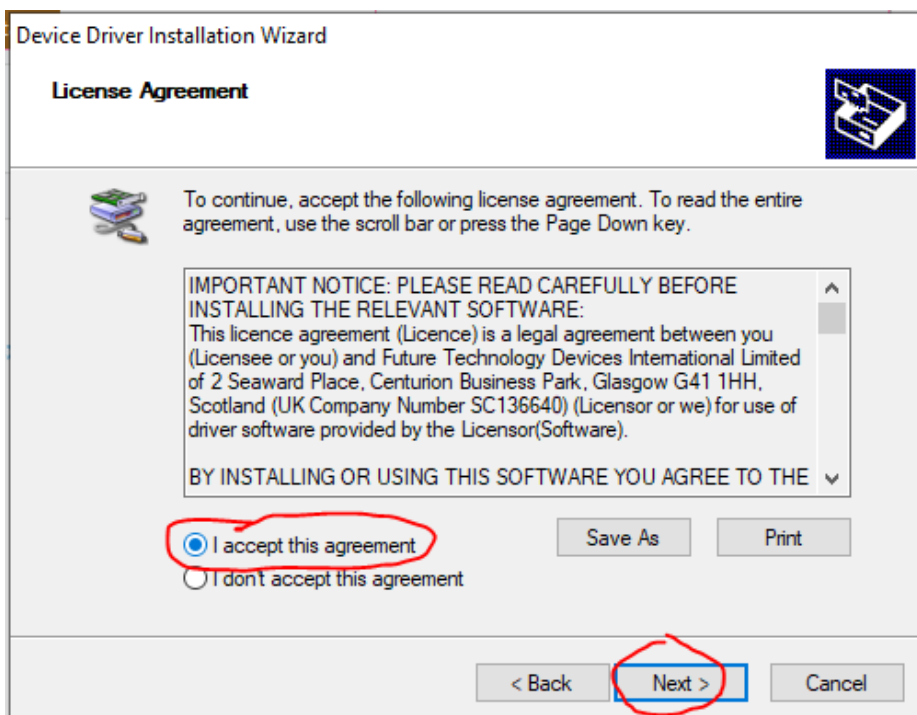 Device Driver Installation Wizard
License Agreement
To continue, accept the following license agreement. To read the entire
agreement, use the scroll bar or press the Page Down key.
IMPORTANT NOTICE: PLEASE READ CAREFULLY BEFORE
INSTALLING THE RELEVANT SOFTWARE:
This licence agreement (Licence) is a legal agreement between you
(Licensee or you) and Future Technology Devices International Limited
of 2 Seaward Place, Centurion Business Park, Glasgow G41 1HH,
Scotland (UK Company Number SC136640) (Licensor or we) for use of
driver software provided by the Licensor(Software).
BY INSTALLING OR USING THIS SOFTWARE YOU AGREE TO THE
I accept this agreement
Save As
Print
I don't accept this agreement
< Back
Next >
Cancel